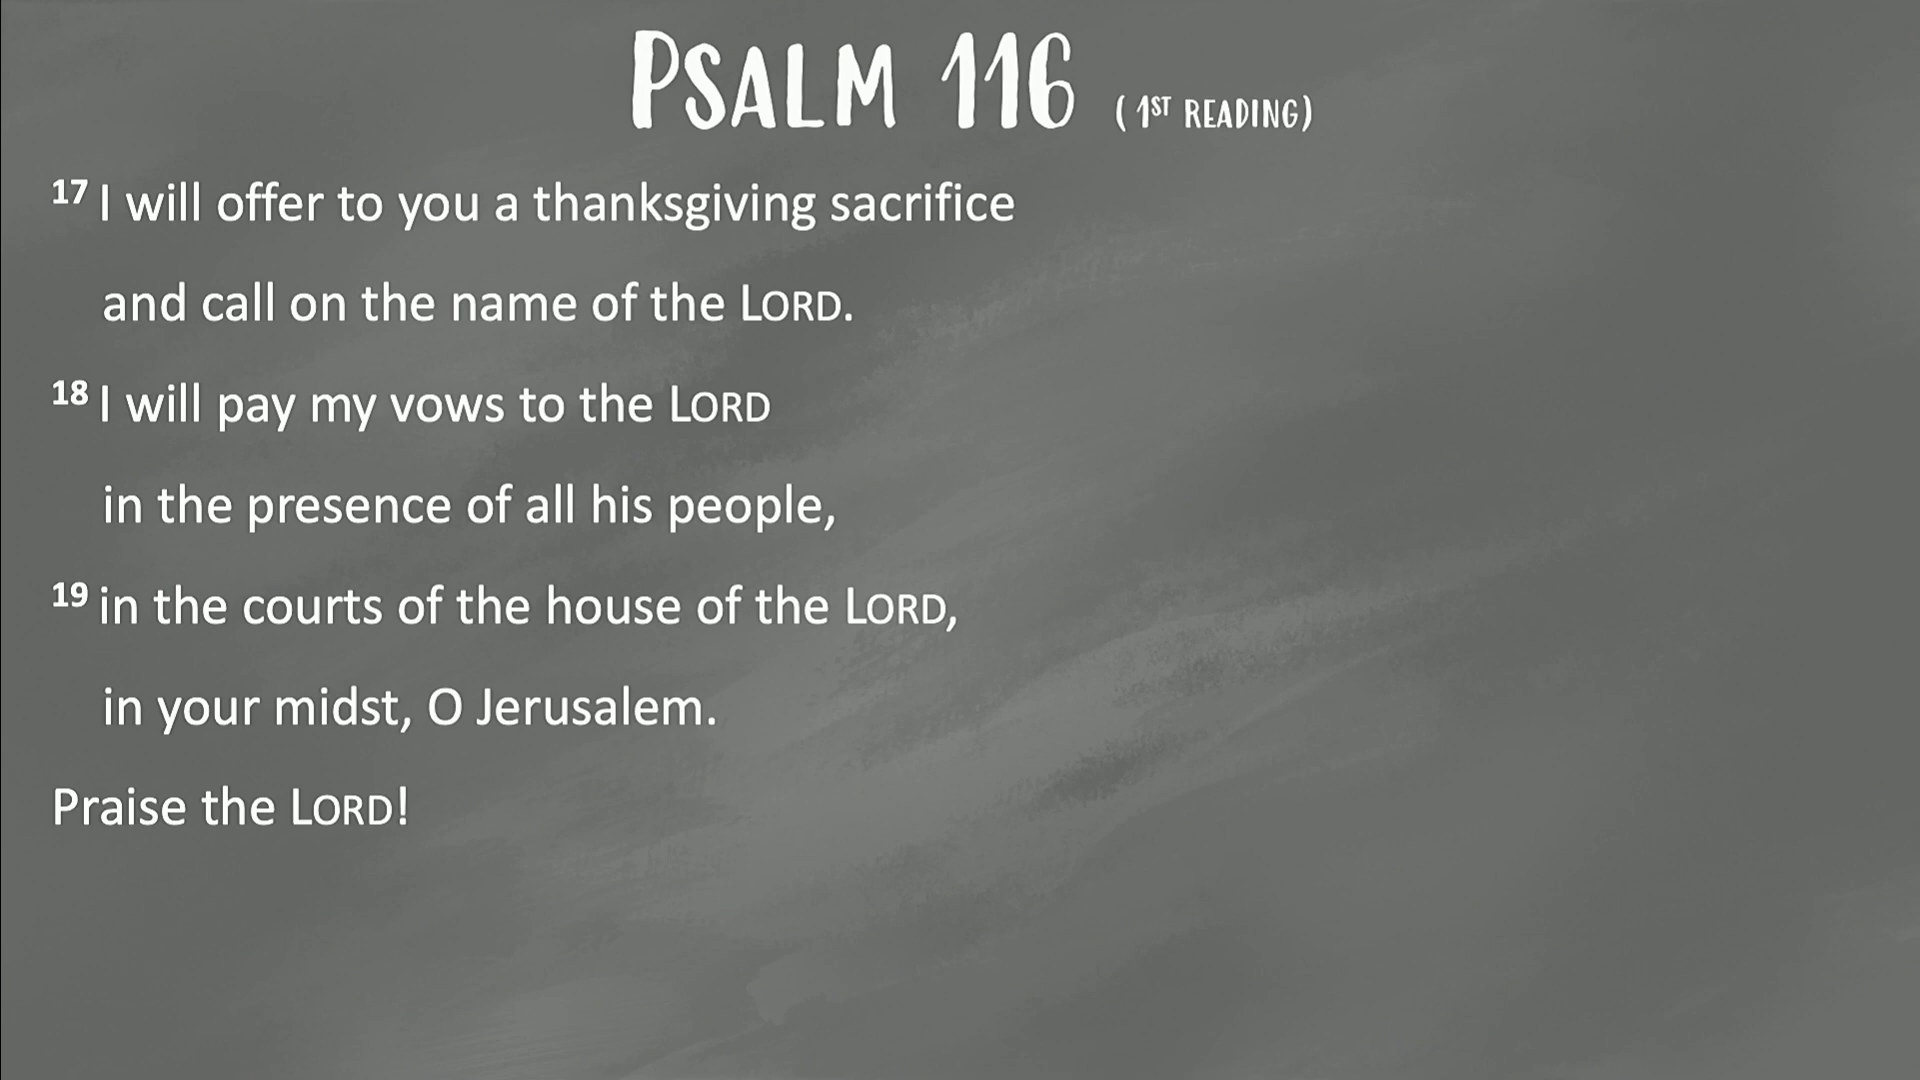 PSALM 116 (1ST READING)
17 I will offer to you a thanksgiving sacrifice
and call on the name of the LORD.
18 I will pay my vows to the LORD
in the presence of all his people,
19 in the courts of the house of the LORD,
in your midst, O Jerusalem.
Praise the LORD!